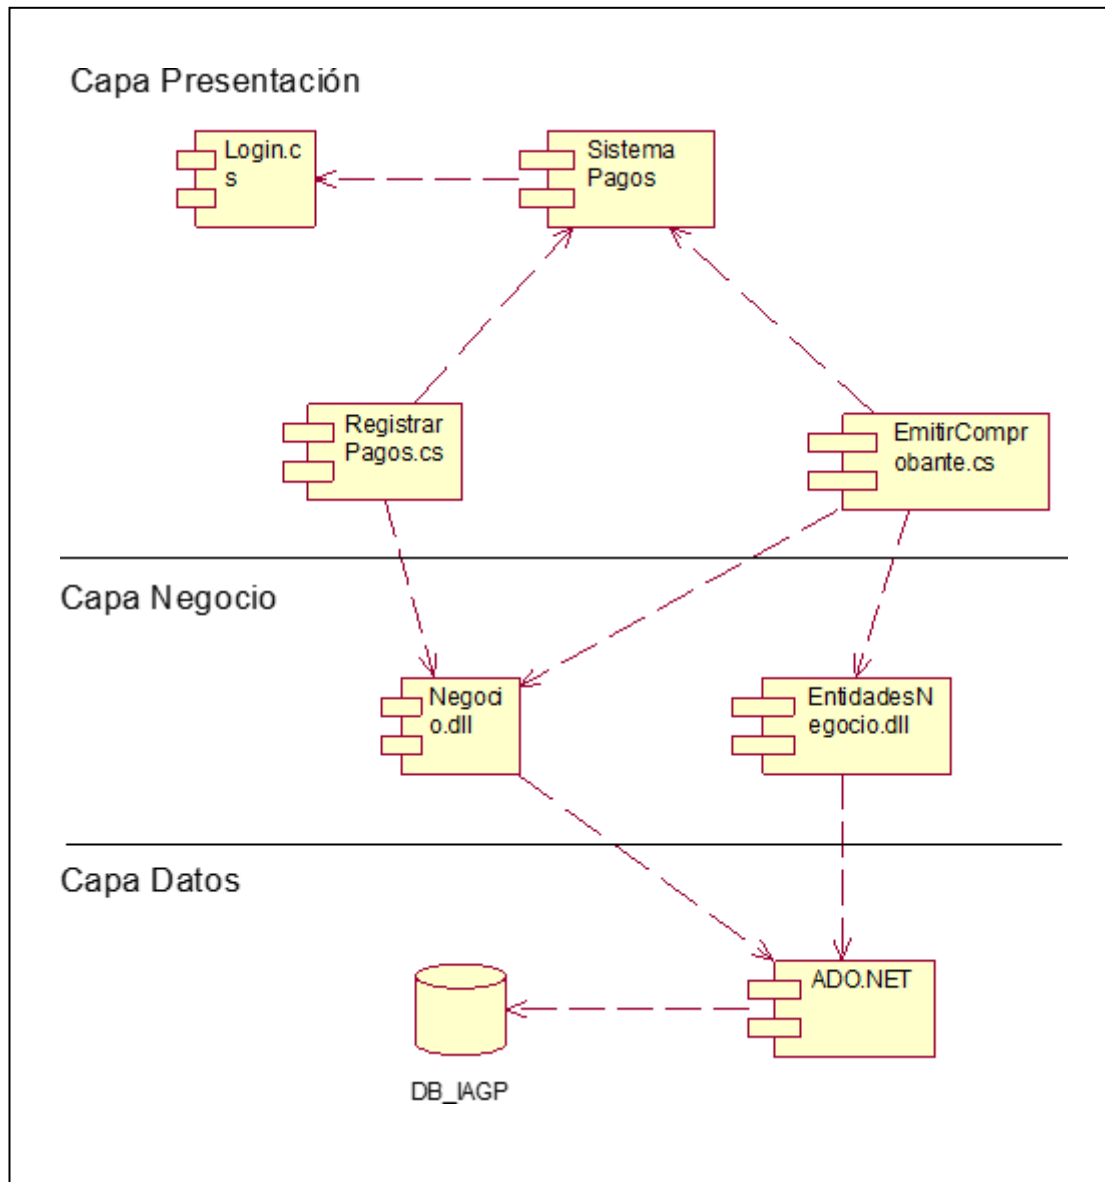 Capa Presentación
Login.c
s
Sistema
Pagos
Registrar
Pagos.cs
EmitirCompr
obante.cs
Capa Negocio
Negoci
o.dll
EntidadesN
egocio.dll
Capa Datos
ADO.NET
DB_IAGP